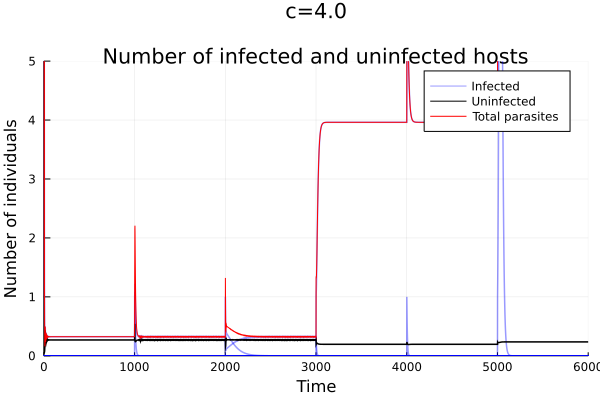 c=4.0
Number of infected and uninfected hosts
Number of individuals
5
4
3
2
1
0
Infected
Uninfected
Total parasites
0 1000 2000 3000 4000 5000 6000
Time